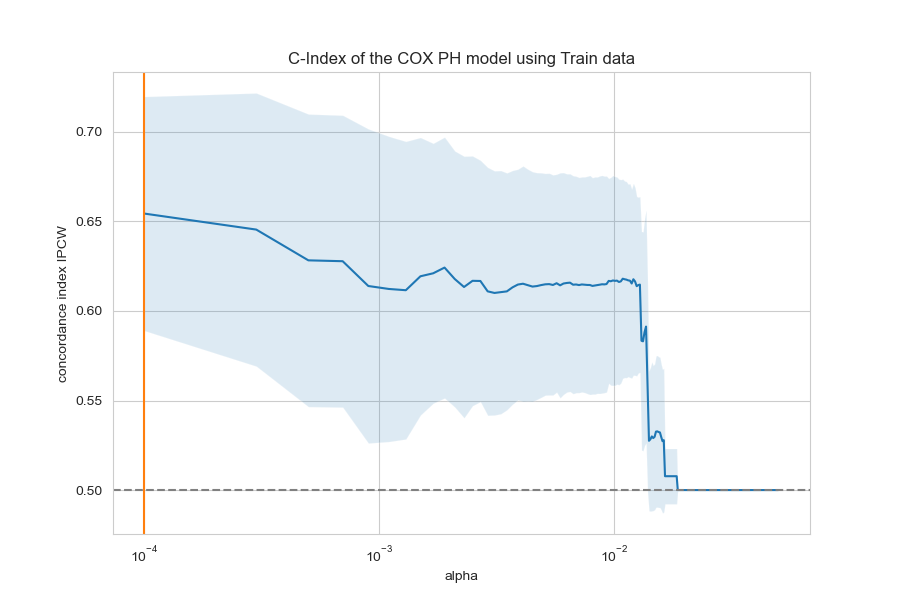 C-Index of the COX PH model using Train data
concordance index IPCW
0.70
0.65
0.60
0.55
0.50
10⁻⁴
10⁻³
10⁻²
alpha